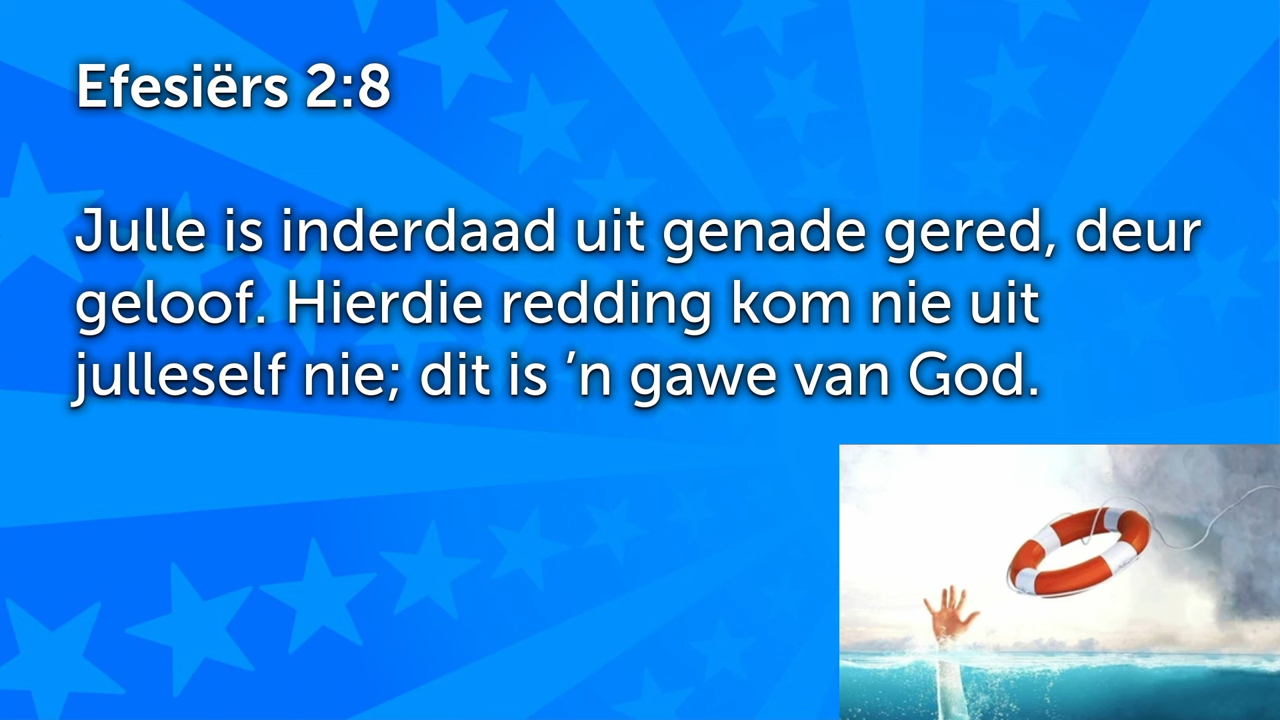 Efesiërs 2:8
Julle is inderdaad uit genade gered, deur
geloof. Hierdie redding kom nie uit
julleself nie; dit is ’n gawe van God.